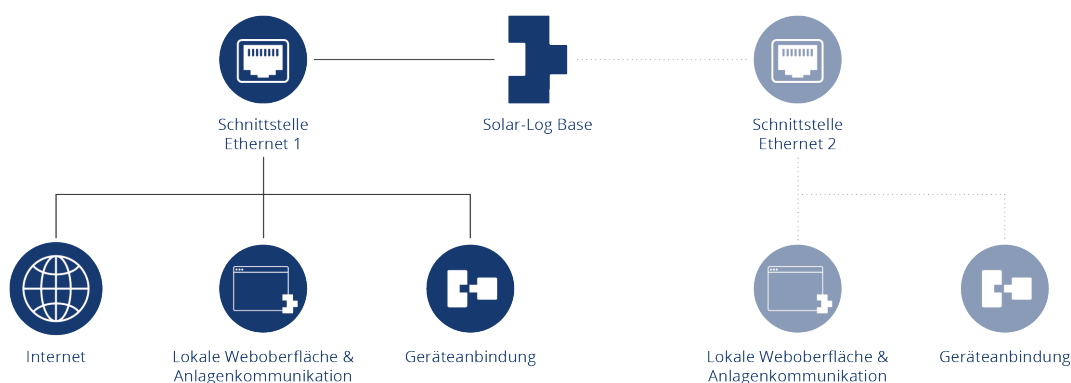 Schnittstelle
Ethernet 1
Solar-Log Base
Schnittstelle
Ethernet 2
Internet
Lokale Weboberfläche &
Anlagenkommunikation
Geräteanbindung
Lokale Weboberfläche &
Anlagenkommunikation
Geräteanbindung